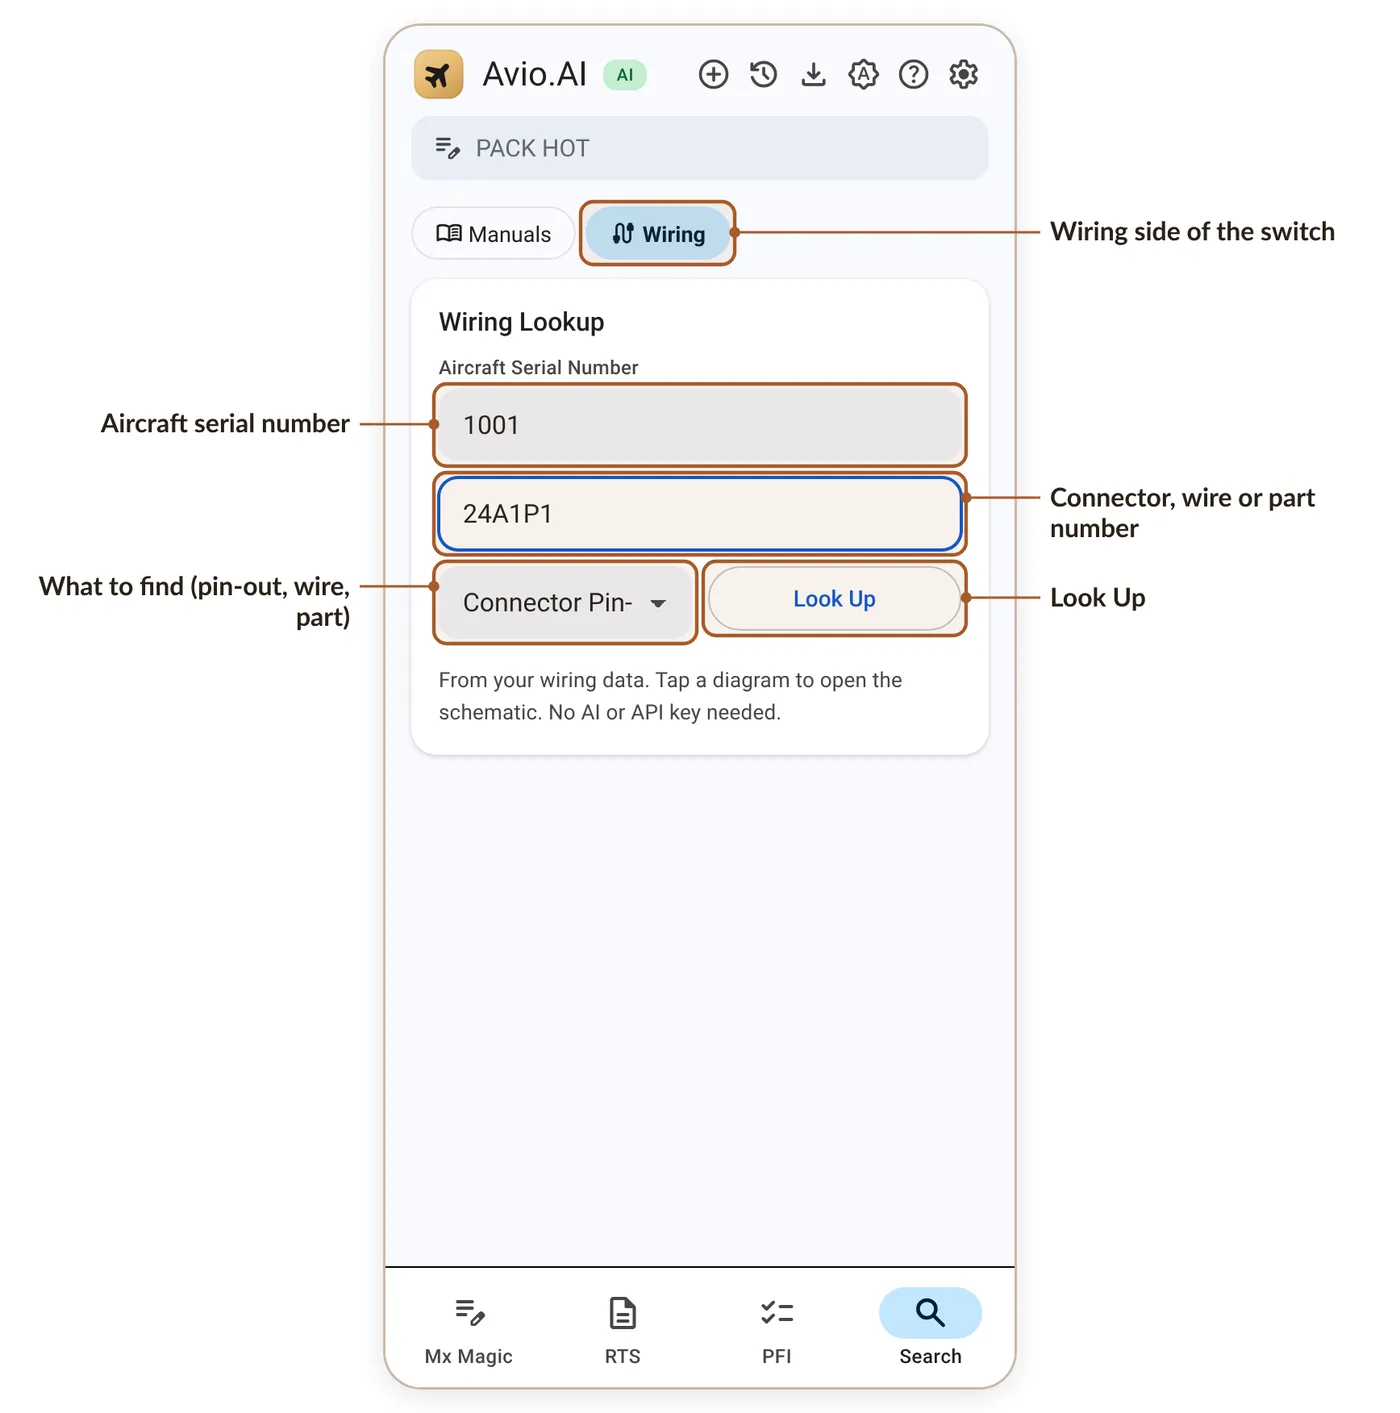 Avio.AI AI
PACK HOT
Manuals
Wiring
Wiring side of the switch
Wiring Lookup
Aircraft Serial Number
Aircraft serial number
1001
24A1P1
Connector, wire or part
number
What to find (pin-out, wire,
part)
Connector Pin-
Look Up
Look Up
From your wiring data. Tap a diagram to open the
schematic. No AI or API key needed.
Mx Magic
RTS
PFI
Search